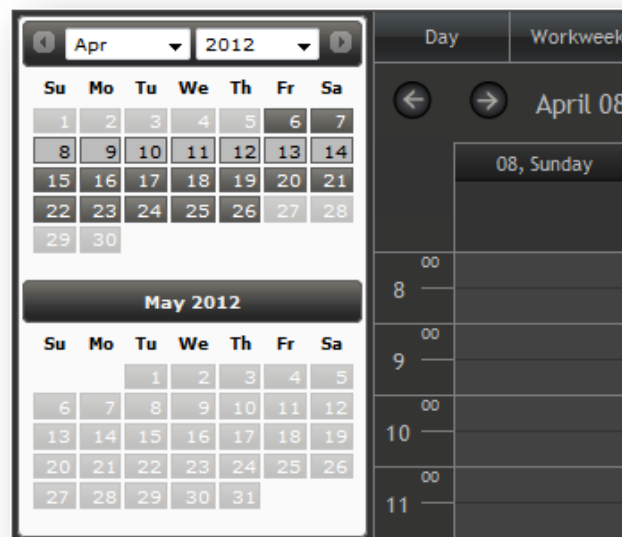 Apr 2012
Su Mo Tu We Th Fr Sa
1 2 3 4 5 6 7
8 9 10 11 12 13 14
15 16 17 18 19 20 21
22 23 24 25 26 27 28
29 30
May 2012
Su Mo Tu We Th Fr Sa
1 2 3 4 5
6 7 8 9 10 11 12
13 14 15 16 17 18 19
20 21 22 23 24 25 26
27 28 29 30 31
Day Workweek
April 08
08, Sunday
8 00
9 00
10 00
11 00